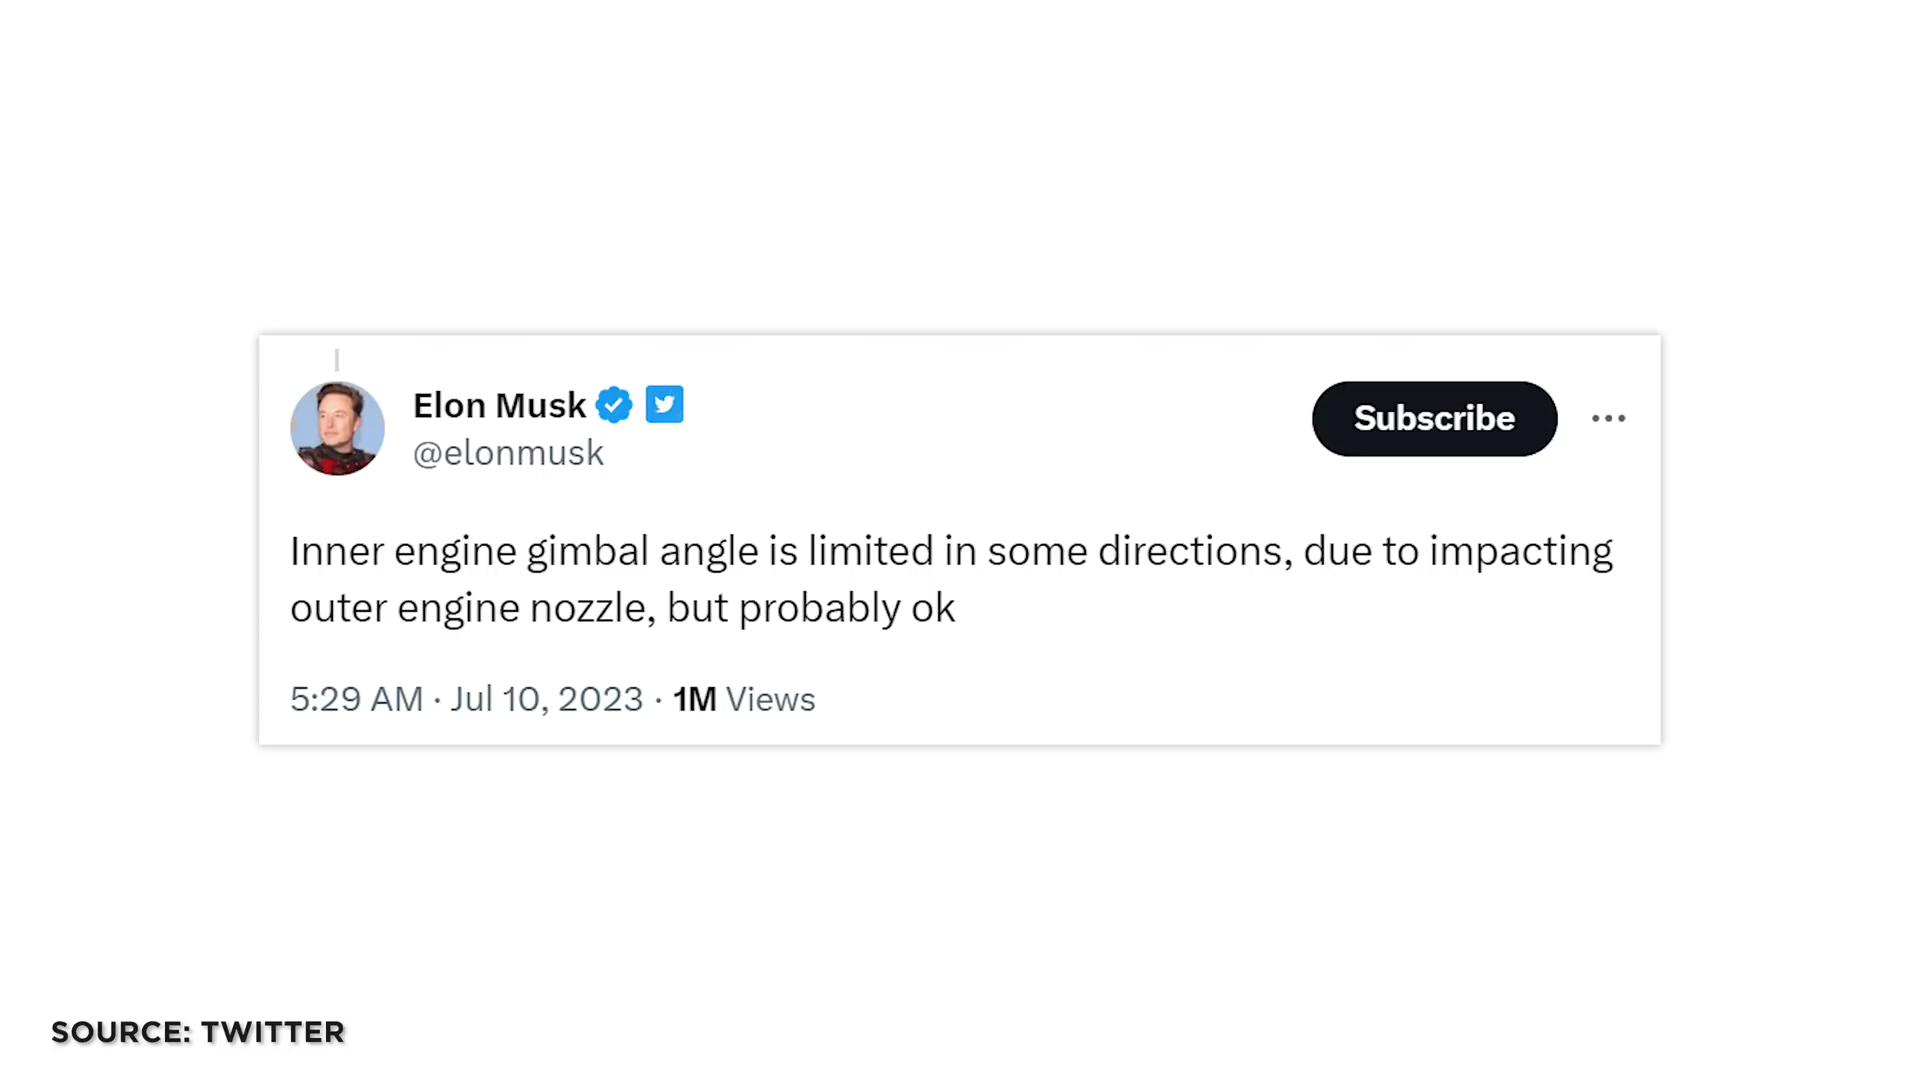 Elon Musk
@elonmusk
Subscribe
Inner engine gimbal angle is limited in some directions, due to impacting
outer engine nozzle, but probably ok
5:29 AM · Jul 10, 2023 · 1M Views
SOURCE: TWITTER